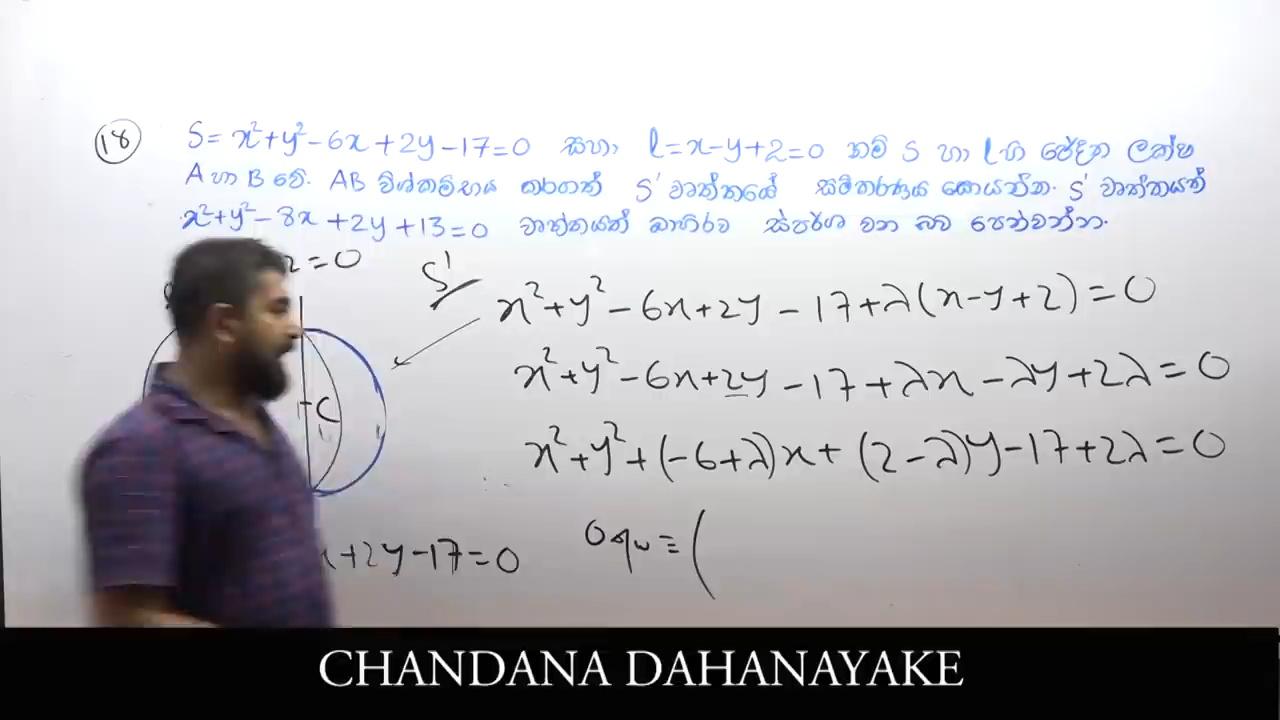 18 S = x² + y² - 6x + 2y - 17 = 0 සහා l = x - y + 2 = 0 නම් S හා l හි ඡේදන ලක්ෂ
A හා B වේ. AB විශ්කම්භය කරගත් S' වෘත්තයේ සමීකරණය සොයන්න. S' වෘත්තයත්
x² + y² - 8x + 2y + 13 = 0 වෘත්තයත් බාහිරව ස්පර්ශ වන බව පෙන්වන්න.
2 = 0
S'
x² + y² - 6x + 2y - 17 + λ(x - y + 2) = 0
x² + y² - 6x + 2y - 17 + λx - λy + 2λ = 0
C
x² + y² + (-6 + λ)x + (2 - λ)y - 17 + 2λ = 0
x + 2y - 17 = 0
≡ (
CHANDANA DAHANAYAKE